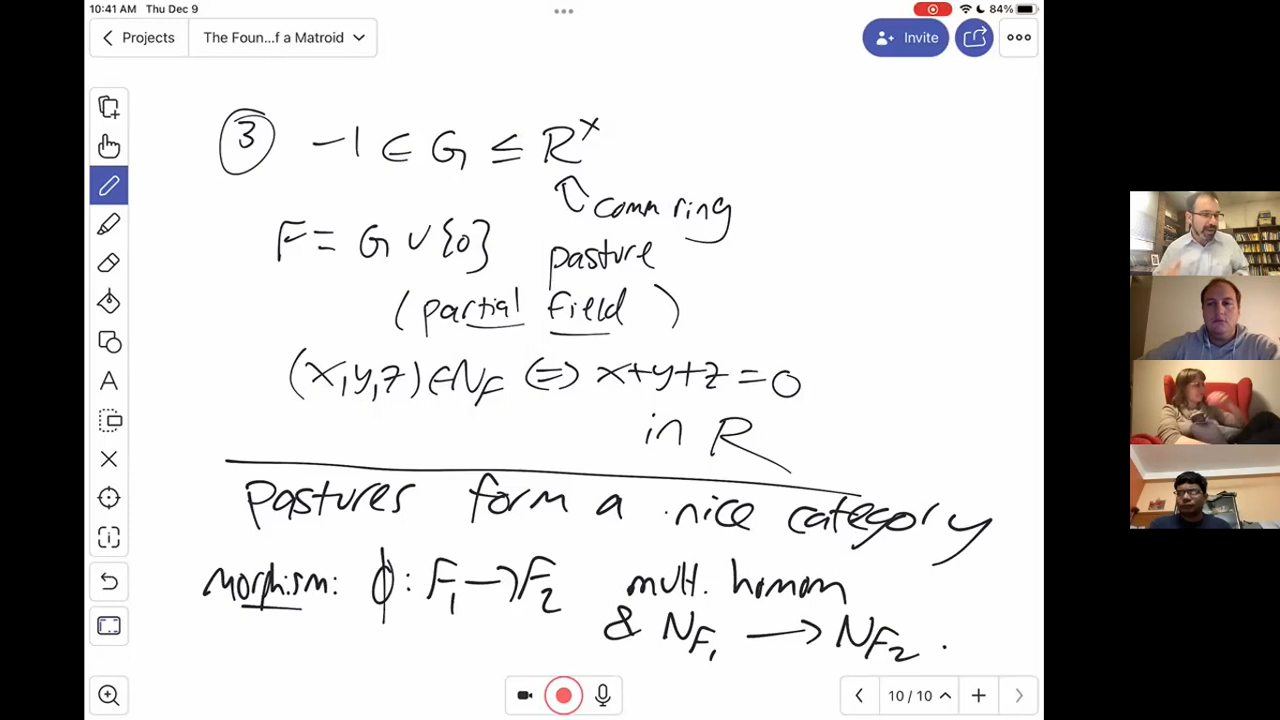 10:41 AM Thu Dec 9
84%
Projects
The Foun...f a Matroid
Invite
③ -1 ∈ G ≤ R^×
comm ring
F = G ∪ {0} pasture
(partial field)
(x,y,z) ∈ N_F ⇔ x+y+z = 0
in R
Pastures form a nice category
morphism: ϕ: F₁ → F₂ mult. homom
& N_F₁ → N_F₂.
10 / 10